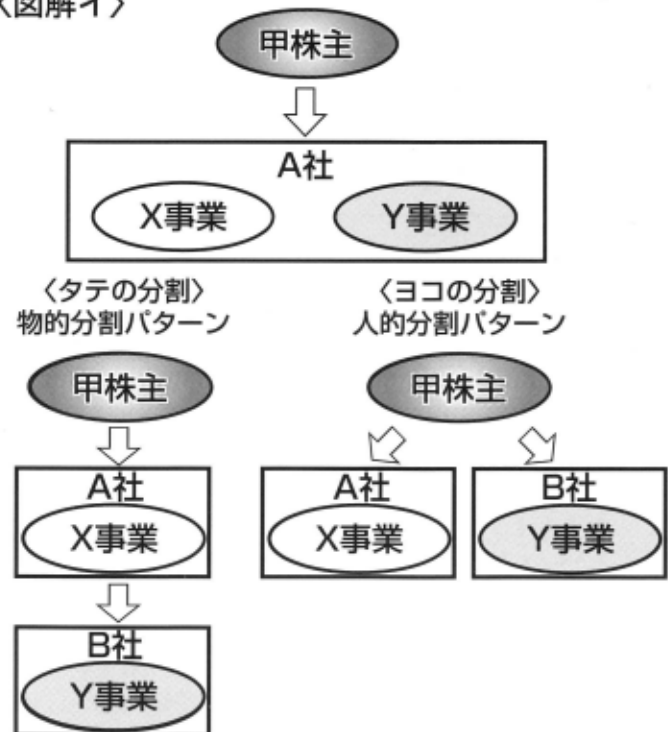 〈図解イ〉
甲株主
A社
X事業
Y事業
〈タテの分割〉
物的分割パターン
甲株主
A社
X事業
B社
Y事業
〈ヨコの分割〉
人的分割パターン
甲株主
A社
X事業
B社
Y事業